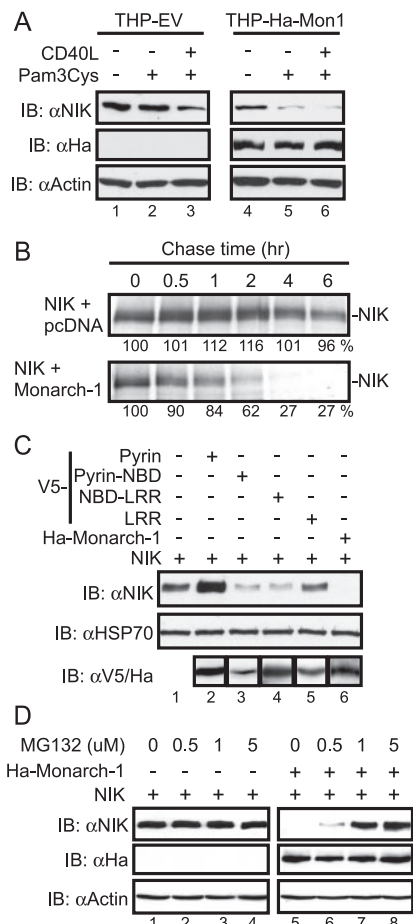 A
THP-EV THP-Ha-Mon1
CD40L - - + - - +
Pam3Cys - + + - + +
IB: αNIK
IB: αHa
IB: αActin
1 2 3 4 5 6
B
Chase time (hr)
0 0.5 1 2 4 6
NIK + pcDNA -NIK
100 101 112 116 101 96 %
NIK + Monarch-1 -NIK
100 90 84 62 27 27 %
C
V5-
Pyrin - + - - - -
Pyrin-NBD - - + - - -
NBD-LRR - - - + - -
LRR - - - - + -
Ha-Monarch-1 - - - - - +
NIK + + + + + +
IB: αNIK
IB: αHSP70
IB: αV5/Ha
1 2 3 4 5 6
D
MG132 (uM) 0 0.5 1 5 0 0.5 1 5
Ha-Monarch-1 - - - - + + + +
NIK + + + + + + + +
IB: αNIK
IB: αHa
IB: αActin
1 2 3 4 5 6 7 8